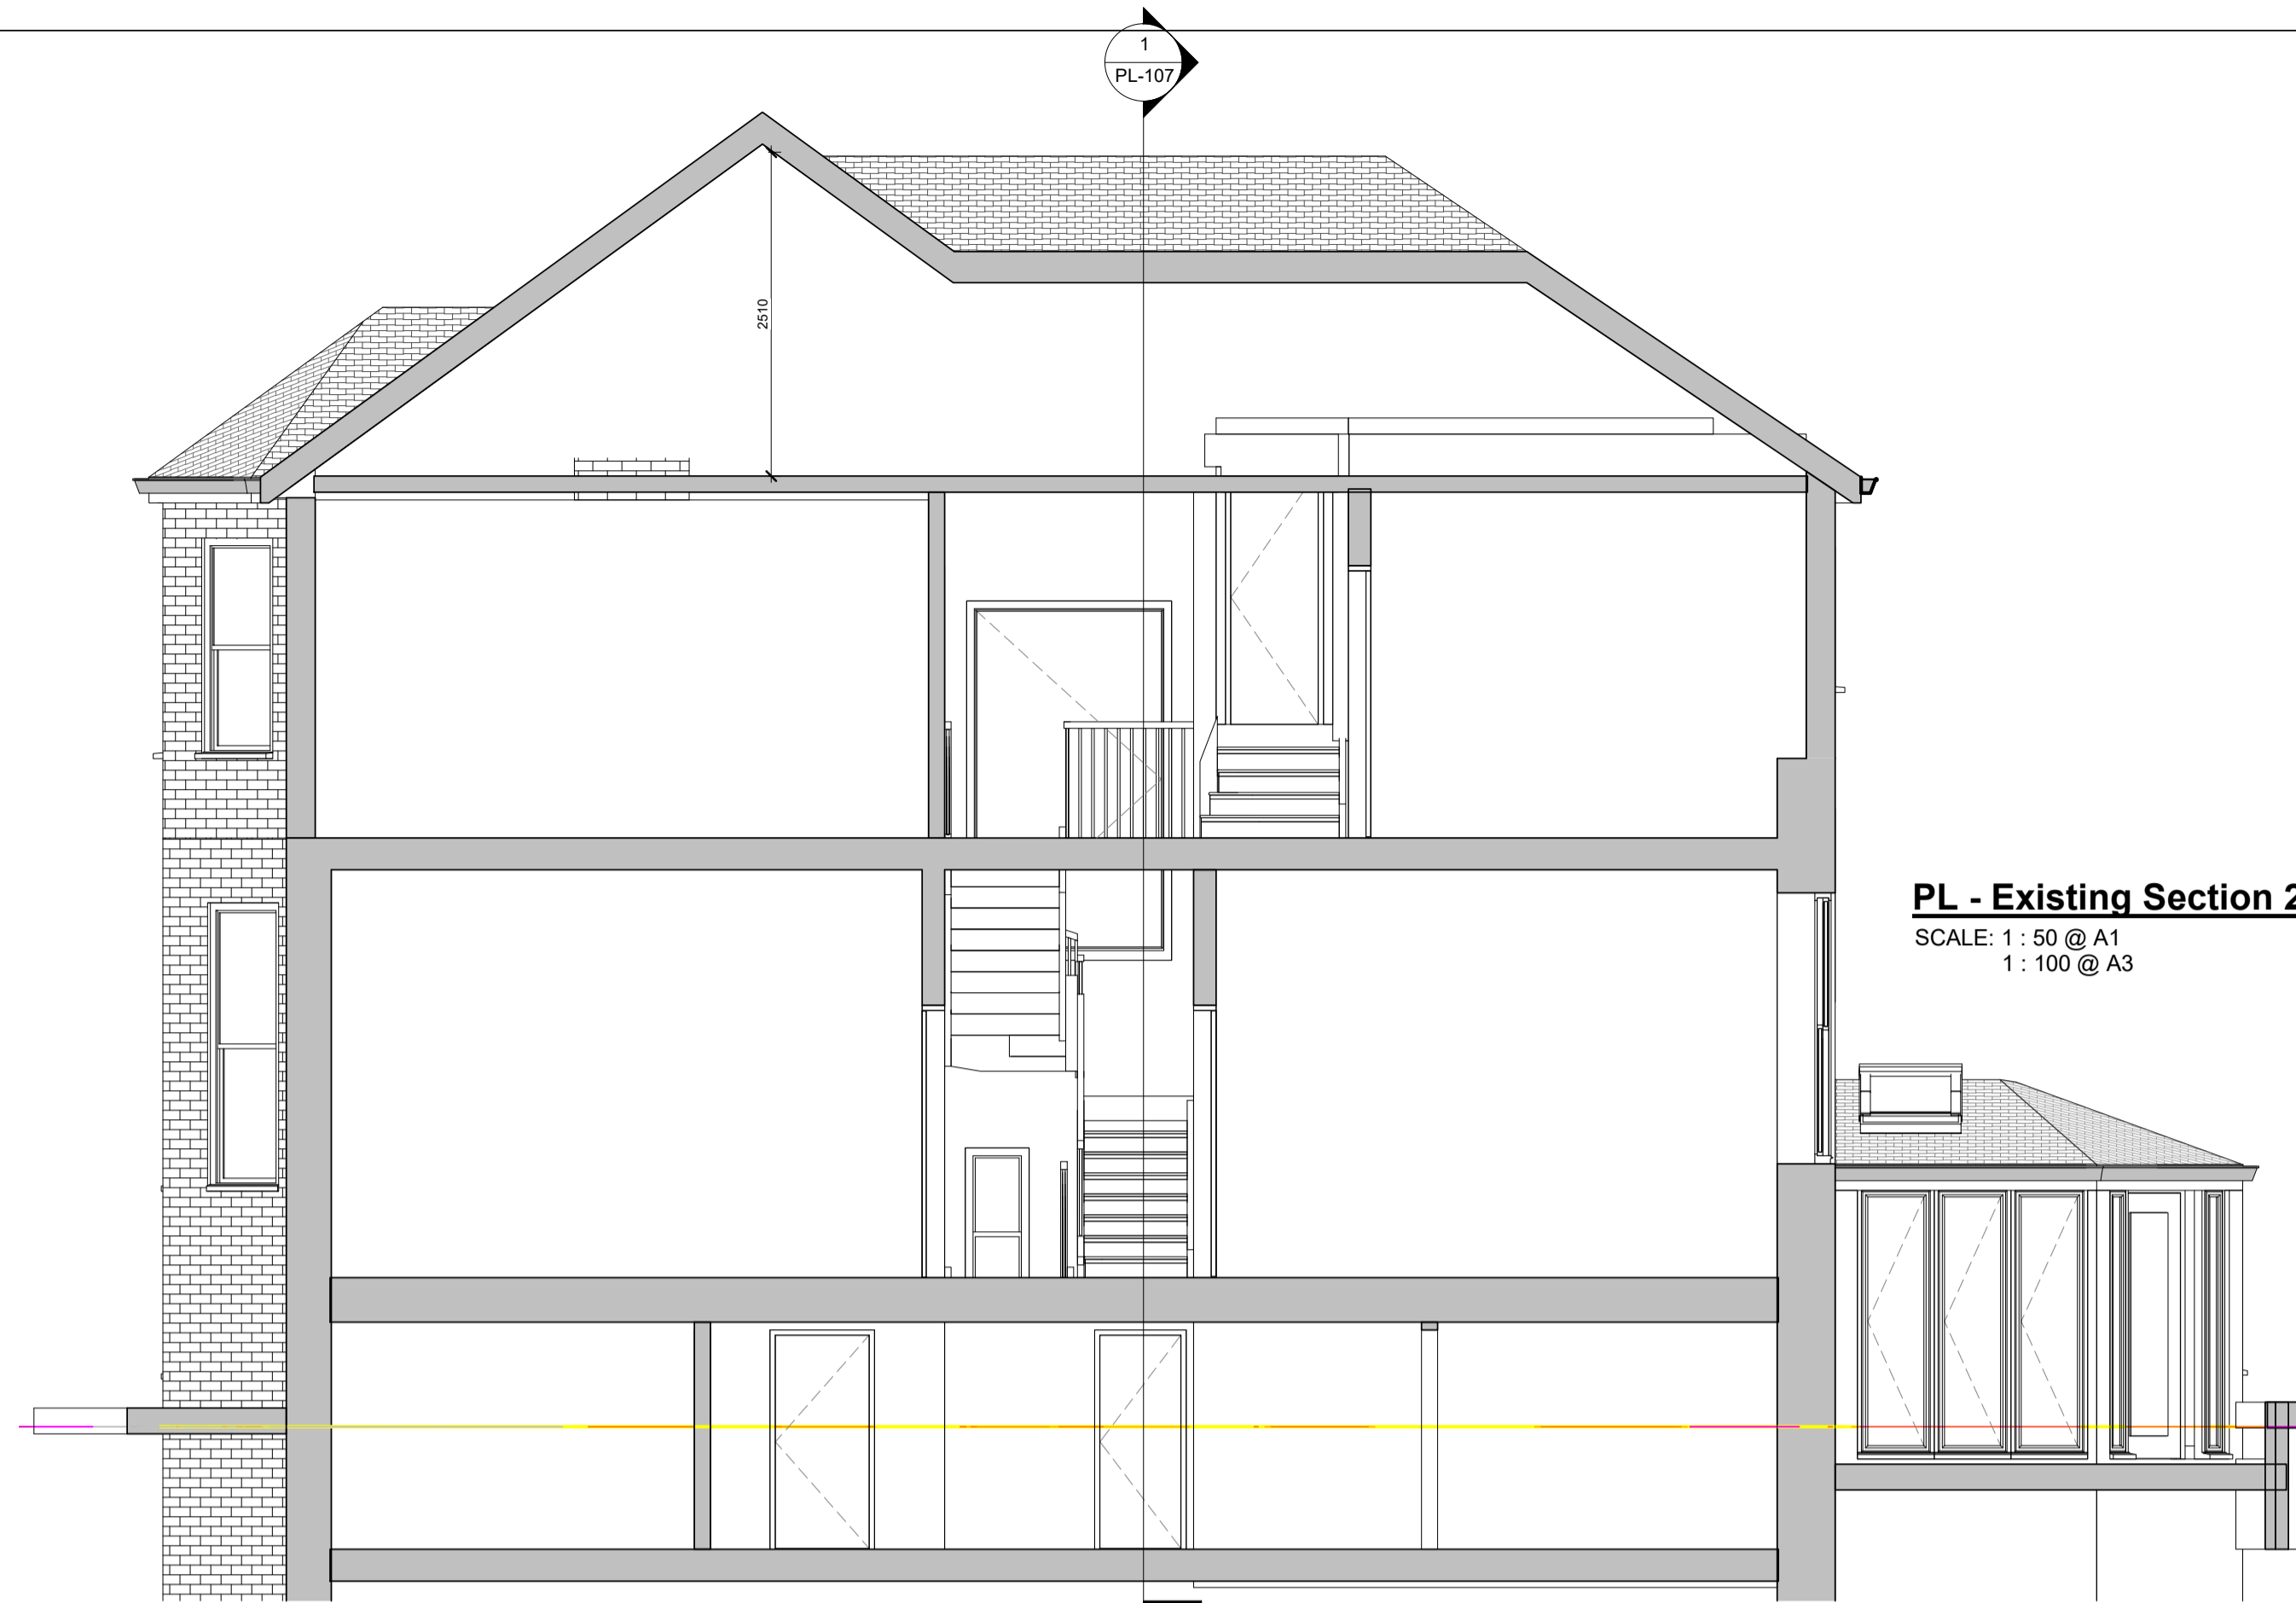 1
PL-107
2510
PL - Existing Section 2
SCALE: 1 : 50 @ A1
1 : 100 @ A3